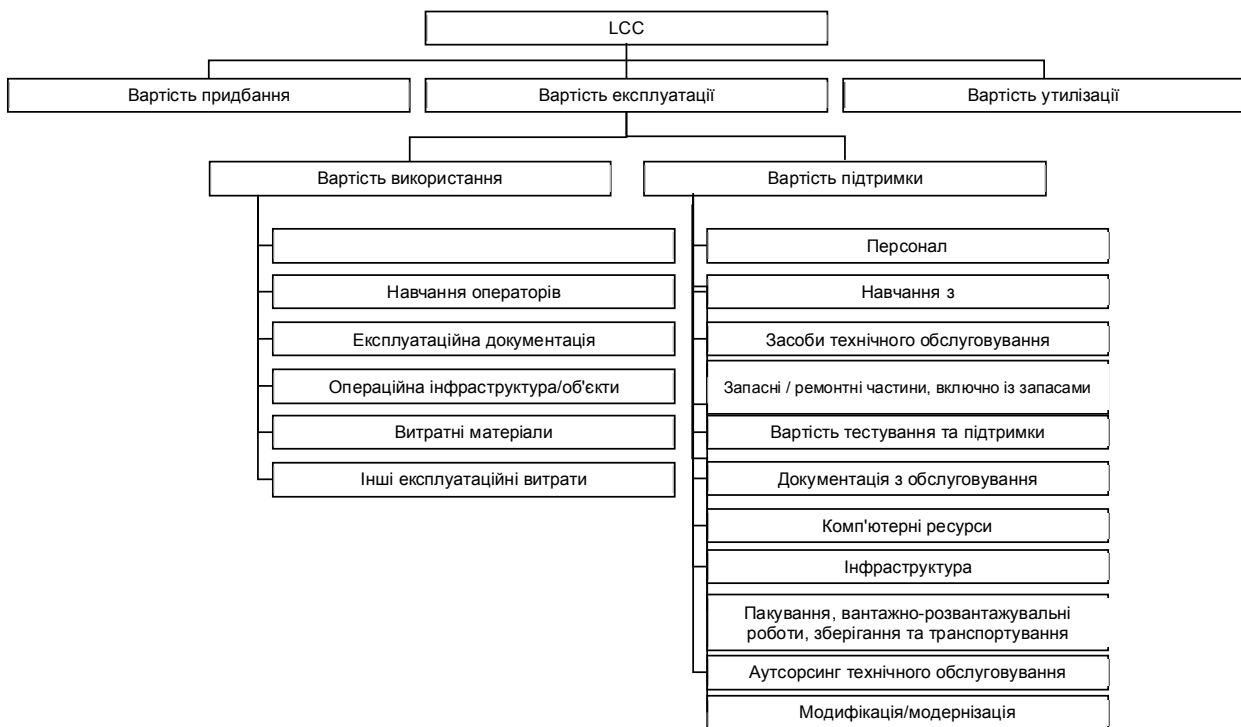 LCC
Вартість придбання
Вартість експлуатації
Вартість утилізації
Вартість використання
Вартість підтримки
Навчання операторів
Експлуатаційна документація
Операційна інфраструктура/об'єкти
Витратні матеріали
Інші експлуатаційні витрати
Персонал
Навчання з
Засоби технічного обслуговування
Запасні / ремонтні частини, включно із запасами
Вартість тестування та підтримки
Документація з обслуговування
Комп'ютерні ресурси
Інфраструктура
Пакування, вантажно-розвантажувальні
роботи, зберігання та транспортування
Аутсорсинг технічного обслуговування
Модифікація/модернізація